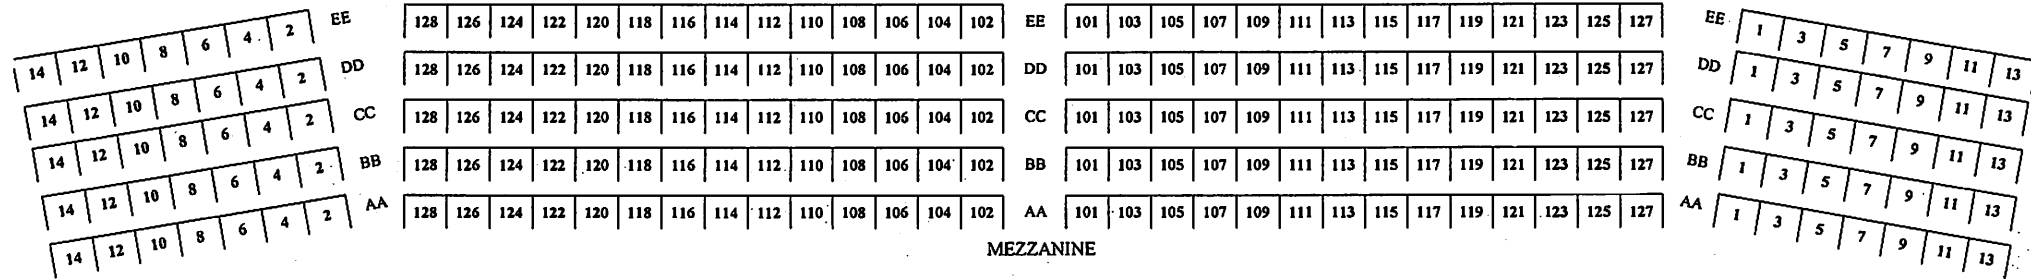 14 12 10 8 6 4 2 EE 128 126 124 122 120 118 116 114 112 110 108 106 104 102 EE 101 103 105 107 109 111 113 115 117 119 121 123 125 127 EE 1 3 5 7 9 11 13
14 12 10 8 6 4 2 DD 128 126 124 122 120 118 116 114 112 110 108 106 104 102 DD 101 103 105 107 109 111 113 115 117 119 121 123 125 127 DD 1 3 5 7 9 11 13
14 12 10 8 6 4 2 CC 128 126 124 122 120 118 116 114 112 110 108 106 104 102 CC 101 103 105 107 109 111 113 115 117 119 121 123 125 127 CC 1 3 5 7 9 11 13
14 12 10 8 6 4 2 BB 128 126 124 122 120 118 116 114 112 110 108 106 104 102 BB 101 103 105 107 109 111 113 115 117 119 121 123 125 127 BB 1 3 5 7 9 11 13
14 12 10 8 6 4 2 AA 128 126 124 122 120 118 116 114 112 110 108 106 104 102 AA 101 103 105 107 109 111 113 115 117 119 121 123 125 127 AA 1 3 5 7 9 11 13
MEZZANINE